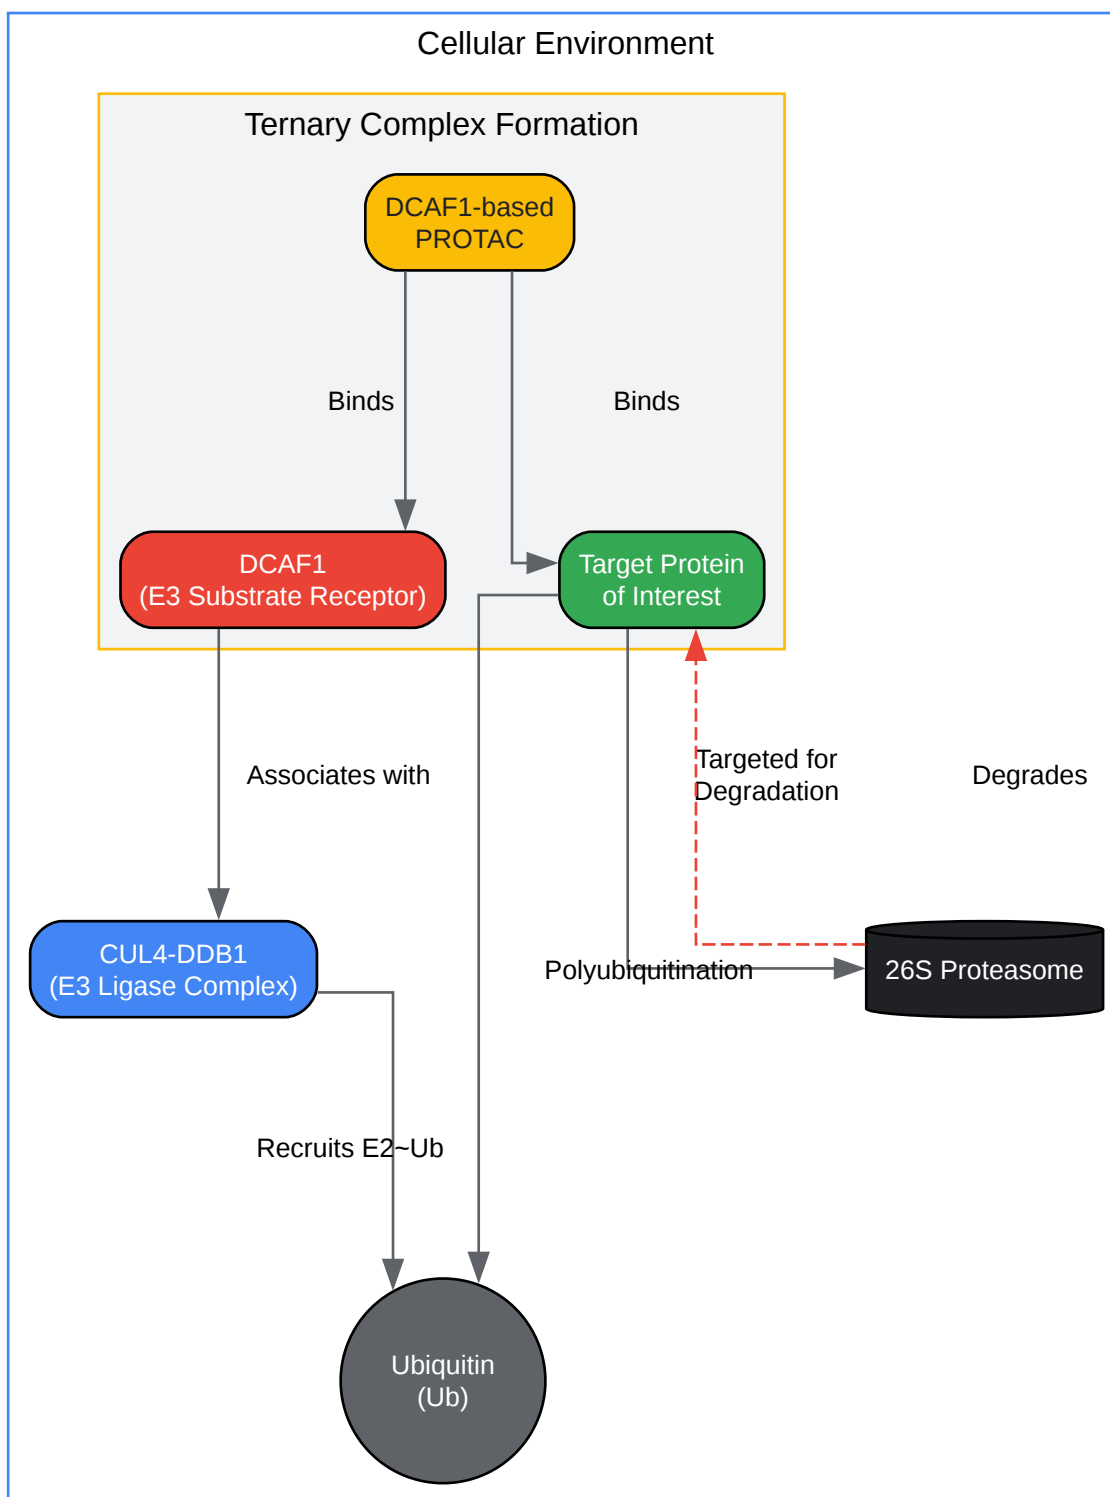 Cellular Environment
Ternary Complex Formation
DCAF1-based
PROTAC
Binds
Binds
DCAF1
(E3 Substrate Receptor)
Target Protein
of Interest
Associates with
Targeted for
Degradation
Degrades
CUL4-DDB1
(E3 Ligase Complex)
Polyubiquitination
26S Proteasome
Recruits E2~Ub
Ubiquitin
(Ub)